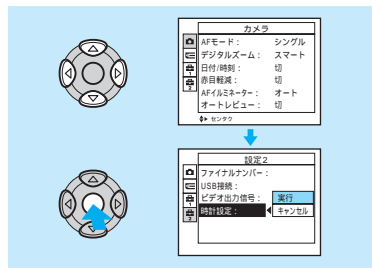 カメラ
AFモード： シングル
デジタルズーム： スマート
日付/時刻： 切
赤目軽減： 切
AFイルミネーター： オート
オートレビュー： 切
センタク
1
2
設定2
ファイルナンバー：
USB接続：
ビデオ出力信号： 実行
時計設定： キャンセル
1
2